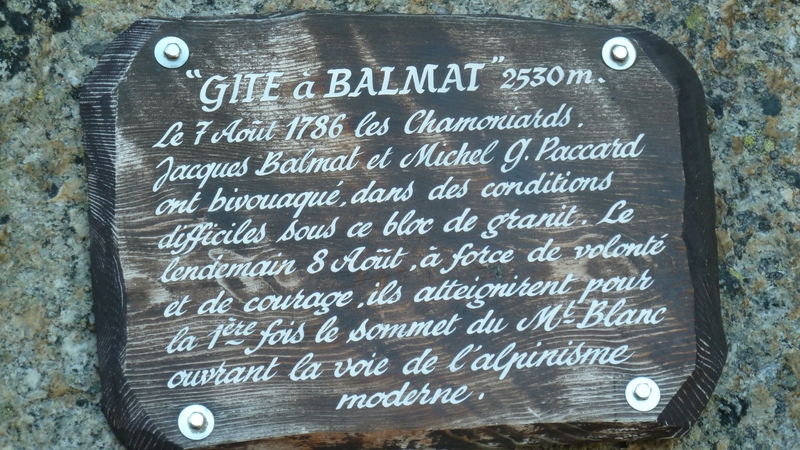 "GITE à BALMAT" 2530m.
Le 7 Août 1786 les Chamoniards.
Jacques Balmat et Michel G. Paccard
ont bivouaqué, dans des conditions
difficiles sous ce bloc de granit. Le
lendemain 8 Août, à force de volonté
et de courage, ils atteignirent pour
la 1ère fois le sommet du Mt Blanc
ouvrant la voie de l'alpinisme
moderne.